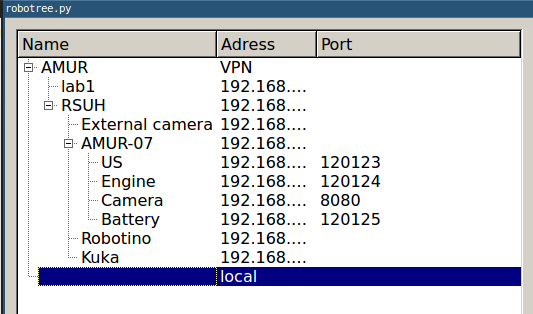 robotree.py
Name Adress Port
AMUR VPN
lab1 192.168....
RSUH 192.168....
External camera 192.168....
AMUR-07 192.168....
US 192.168.... 120123
Engine 192.168.... 120124
Camera 192.168.... 8080
Battery 192.168.... 120125
Robotino 192.168....
Kuka 192.168....
local